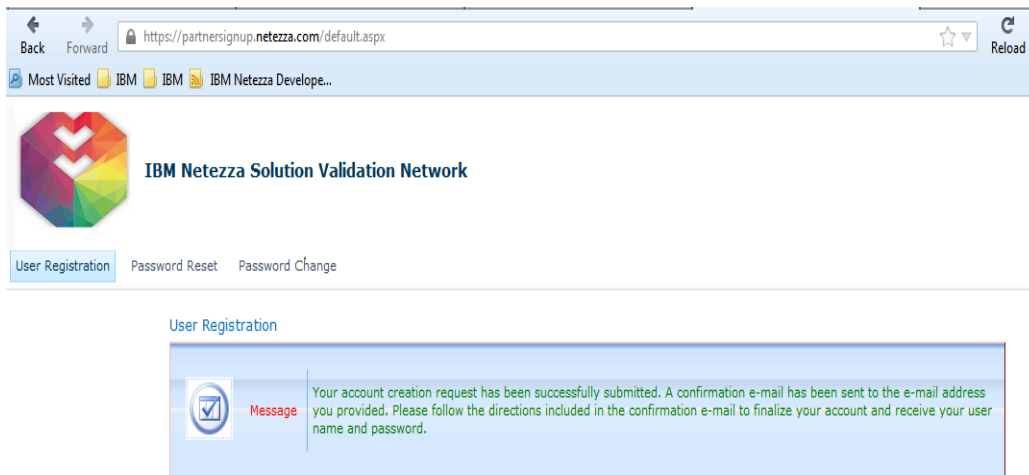 Back
Forward
https://partnersignup.netezza.com/default.aspx
Reload
Most Visited IBM IBM IBM Netezza Develope...
IBM Netezza Solution Validation Network
User Registration Password Reset Password Change
User Registration
Message
Your account creation request has been successfully submitted. A confirmation e-mail has been sent to the e-mail address
you provided. Please follow the directions included in the confirmation e-mail to finalize your account and receive your user
name and password.